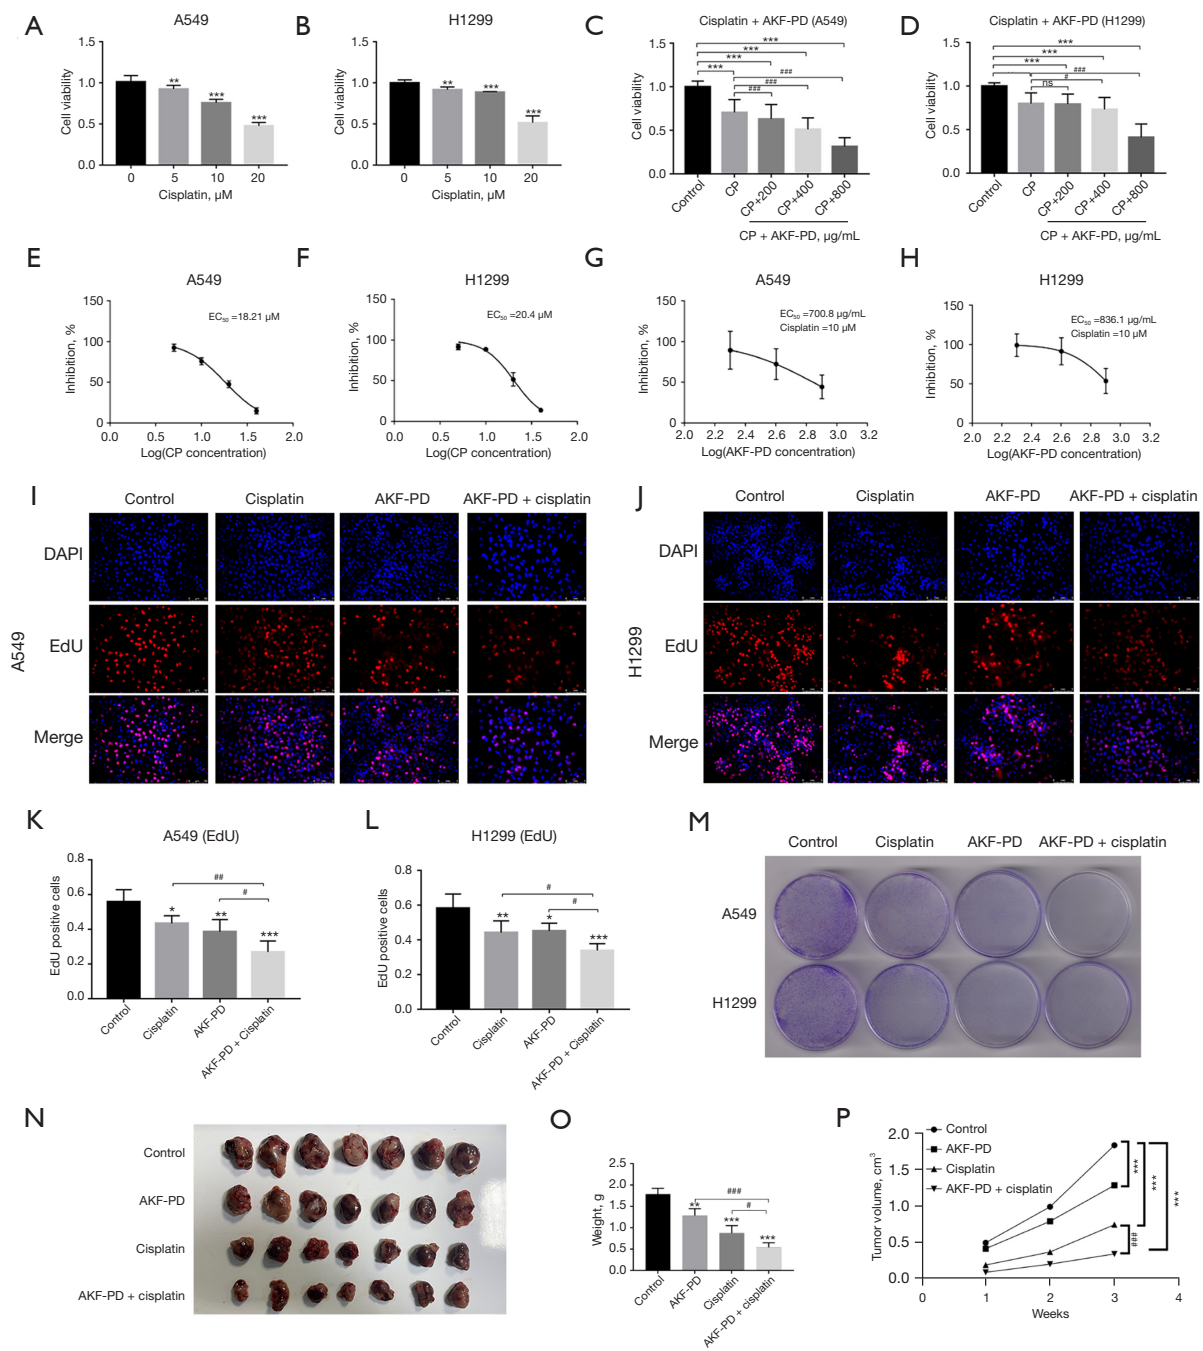 A
A549
Cell viability
1.5
1.0
0.5
0.0
**
***
***
0 5 10 20
Cisplatin, μM
B
H1299
Cell viability
1.5
1.0
0.5
0.0
**
***
***
0 5 10 20
Cisplatin, μM
C
Cisplatin + AKF-PD (A549)
Cell viability
1.5
1.0
0.5
0.0
***
***
***
***
###
###
###
Control CP CP+200 CP+400 CP+800
CP + AKF-PD, μg/mL
D
Cisplatin + AKF-PD (H1299)
Cell viability
1.5
1.0
0.5
0.0
***
***
***
###
#
ns
Control CP CP+200 CP+400 CP+800
CP + AKF-PD, μg/mL
E
A549
Inhibition, %
150
100
50
0
EC50 =18.21 μM
0.0 0.5 1.0 1.5 2.0
Log(CP concentration)
F
H1299
Inhibition, %
150
100
50
0
EC50 =20.4 μM
0.0 0.5 1.0 1.5 2.0
Log(CP concentration)
G
A549
Inhibition, %
150
100
50
0
EC50 =700.8 μg/mL
Cisplatin =10 μM
2.0 2.2 2.4 2.6 2.8 3.0 3.2
Log(AKF-PD concentration)
H
H1299
Inhibition, %
150
100
50
0
EC50 =836.1 μg/mL
Cisplatin =10 μM
2.0 2.2 2.4 2.6 2.8 3.0 3.2
Log(AKF-PD concentration)
I
Control Cisplatin AKF-PD AKF-PD + cisplatin
A549
DAPI
EdU
Merge
J
Control Cisplatin AKF-PD AKF-PD + cisplatin
H1299
DAPI
EdU
Merge
K
A549 (EdU)
EdU positive cells
0.8
0.6
0.4
0.2
0.0
##
#
*
**
***
Control Cisplatin AKF-PD AKF-PD + Cisplatin
L
H1299 (EdU)
EdU positive cells
0.8
0.6
0.4
0.2
0.0
#
#
**
*
***
Control Cisplatin AKF-PD AKF-PD + Cisplatin
M
Control Cisplatin AKF-PD AKF-PD + cisplatin
A549
H1299
N
Control
AKF-PD
Cisplatin
AKF-PD + cisplatin
O
Weight, g
2.5
2.0
1.5
1.0
0.5
0.0
###
#
**
***
***
Control AKF-PD Cisplatin AKF-PD + cisplatin
P
Tumor volume, cm3
2.0
1.5
1.0
0.5
0.0
Control
AKF-PD
Cisplatin
AKF-PD + cisplatin
***
***
***
###
0 1 2 3 4
Weeks